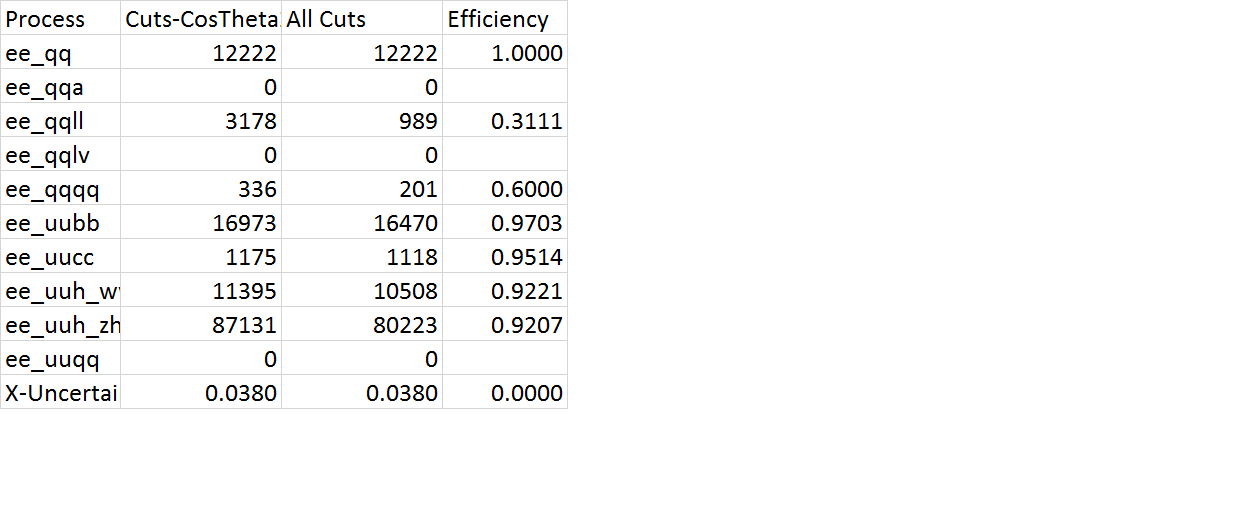 Process Cuts-CosTheta All Cuts Efficiency
ee_qq 12222 12222 1.0000
ee_qqa 0 0
ee_qqll 3178 989 0.3111
ee_qqlv 0 0
ee_qqqq 336 201 0.6000
ee_uubb 16973 16470 0.9703
ee_uucc 1175 1118 0.9514
ee_uuh_w 11395 10508 0.9221
ee_uuh_zh 87131 80223 0.9207
ee_uuqq 0 0
X-Uncertai 0.0380 0.0380 0.0000